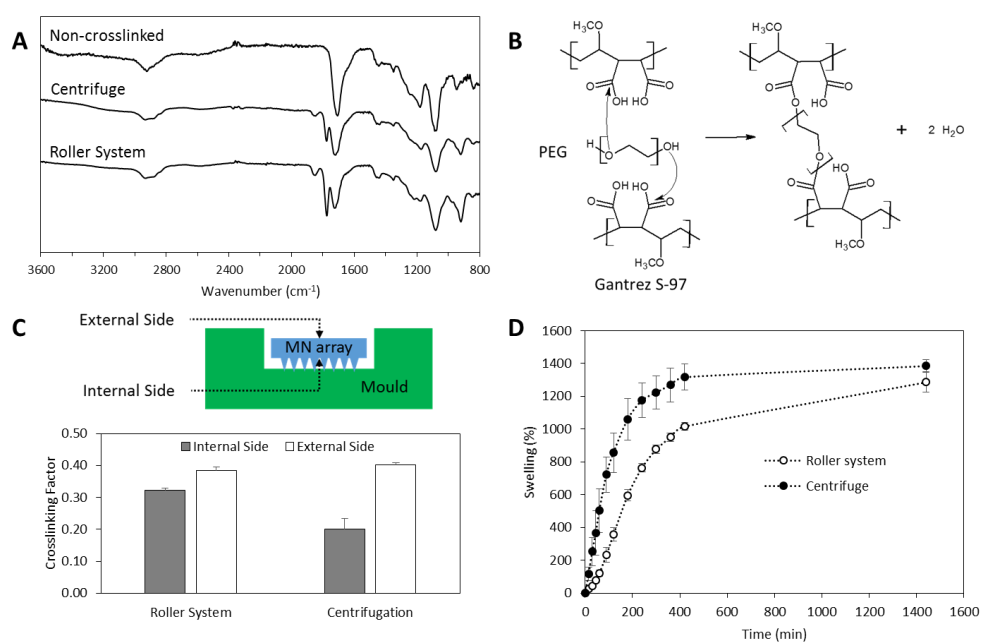 A
Non-crosslinked
Centrifuge
Roller System
3600 3200 2800 2400 2000 1600 1200 800
Wavenumber (cm-1)
B
H₃CO
O
OH HO
O
H
O
OH
PEG
OH HO
O
O
H₃CO
Gantrez S-97
H₃CO
O
O
HO
O
O
HO
O
O
H₃CO
+ 2 H₂O
C
External Side
MN array
Internal Side
Mould
0.50
0.40
0.30
0.20
0.10
0.00
Crosslinking Factor
Internal Side External Side
Roller System Centrifugation
D
1600
1400
1200
1000
800
600
400
200
0
Swelling (%)
Roller system
Centrifuge
0 200 400 600 800 1000 1200 1400 1600
Time (min)